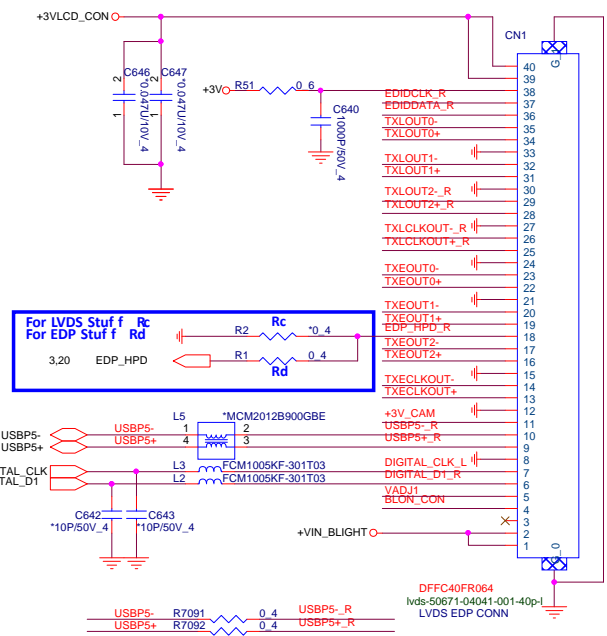 +3VLCD_CON
CN1
G_1
C646
C647
2
2
*0.047U/10V_4
*0.047U/10V_4
1
1
+3V
R51
0_6
C640
1000P/50V_4
40
39
38
EDIDCLK_R
37
EDIDDATA_R
36
TXLOUT0-
35
TXLOUT0+
34
33
TXLOUT1-
32
TXLOUT1+
31
30
TXLOUT2-_R
29
TXLOUT2+_R
28
27
TXLCLKOUT-_R
26
TXLCLKOUT+_R
25
24
TXEOUT0-
23
TXEOUT0+
22
21
TXEOUT1-
20
TXEOUT1+
19
EDP_HPD_R
18
TXEOUT2-
17
TXEOUT2+
16
15
TXECLKOUT-
14
TXECLKOUT+
13
12
+3V_CAM
11
USBP5-_R
10
USBP5+_R
9
8
DIGITAL_CLK_L
7
DIGITAL_D1_R
6
VADJ1
5
BLON_CON
4
3
2
1
For LVDS Stuff Rc
For EDP Stuff Rd
Rc
R2
*0_4
3,20
EDP_HPD
R1
0_4
Rd
L5
*MCM2012B900GBE
USBP5-
USBP5-
1
2
USBP5+
USBP5+
4
3
TAL_CLK
L3
FCM1005KF-301T03
TAL_D1
L2
FCM1005KF-301T03
C642
C643
*10P/50V_4
*10P/50V_4
+VIN_BLIGHT
G_0
DFFC40FR064
lvds-50671-04041-001-40p-l
LVDS EDP CONN
USBP5-
R7091
0_4
USBP5-_R
USBP5+
R7092
0_4
USBP5+_R